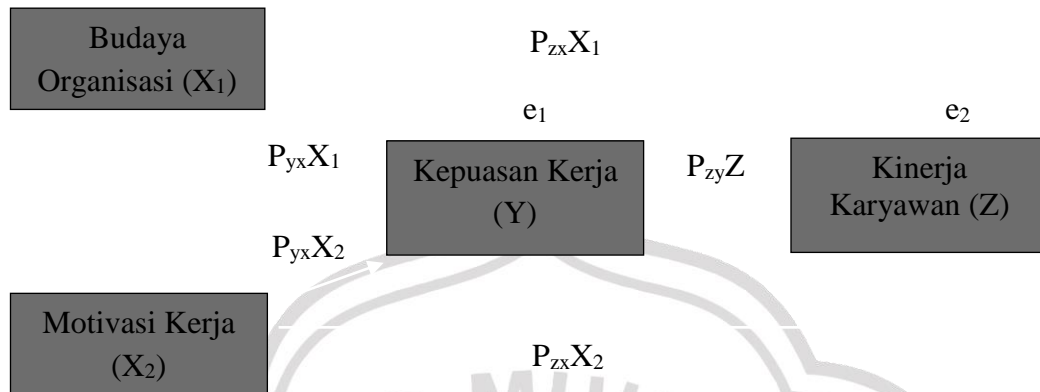 Budaya
Organisasi (X₁)
PzxX₁
e₁
e₂
PyxX₁
Kepuasan Kerja
(Y)
PzyZ
Kinerja
Karyawan (Z)
PyxX₂
Motivasi Kerja
(X₂)
PzxX₂